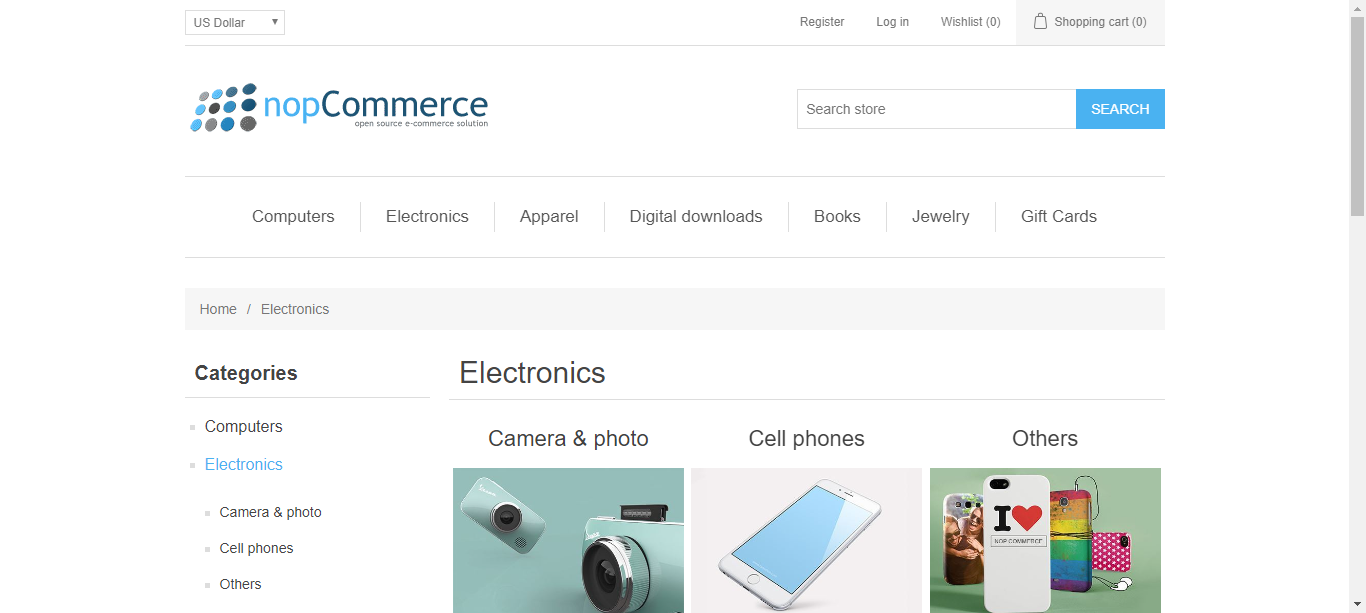 US Dollar
Register
Log in
Wishlist (0)
Shopping cart (0)
nopCommerce
open source e-commerce solution
Search store
SEARCH
Computers
Electronics
Apparel
Digital downloads
Books
Jewelry
Gift Cards
Home / Electronics
Categories
Computers
Electronics
Camera & photo
Cell phones
Others
Electronics
Camera & photo
Cell phones
Others
I
NOP COMMERCE